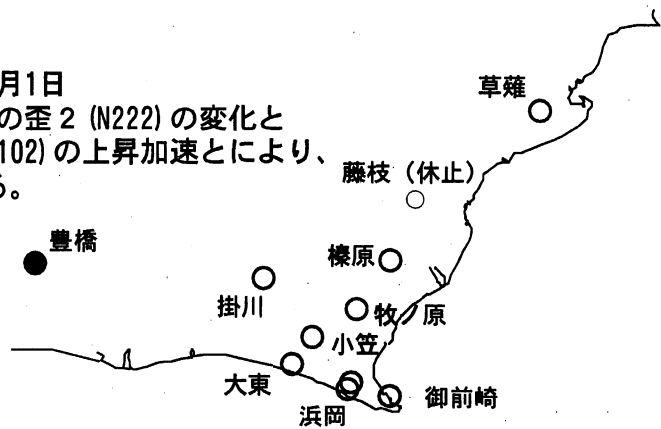 月1日
の歪2(N222)の変化と
102)の上昇加速とにより、
る。
草薙
藤枝(休止)
豊橋
榛原
掛川
牧ノ原
小笠
大東
御前崎
浜岡